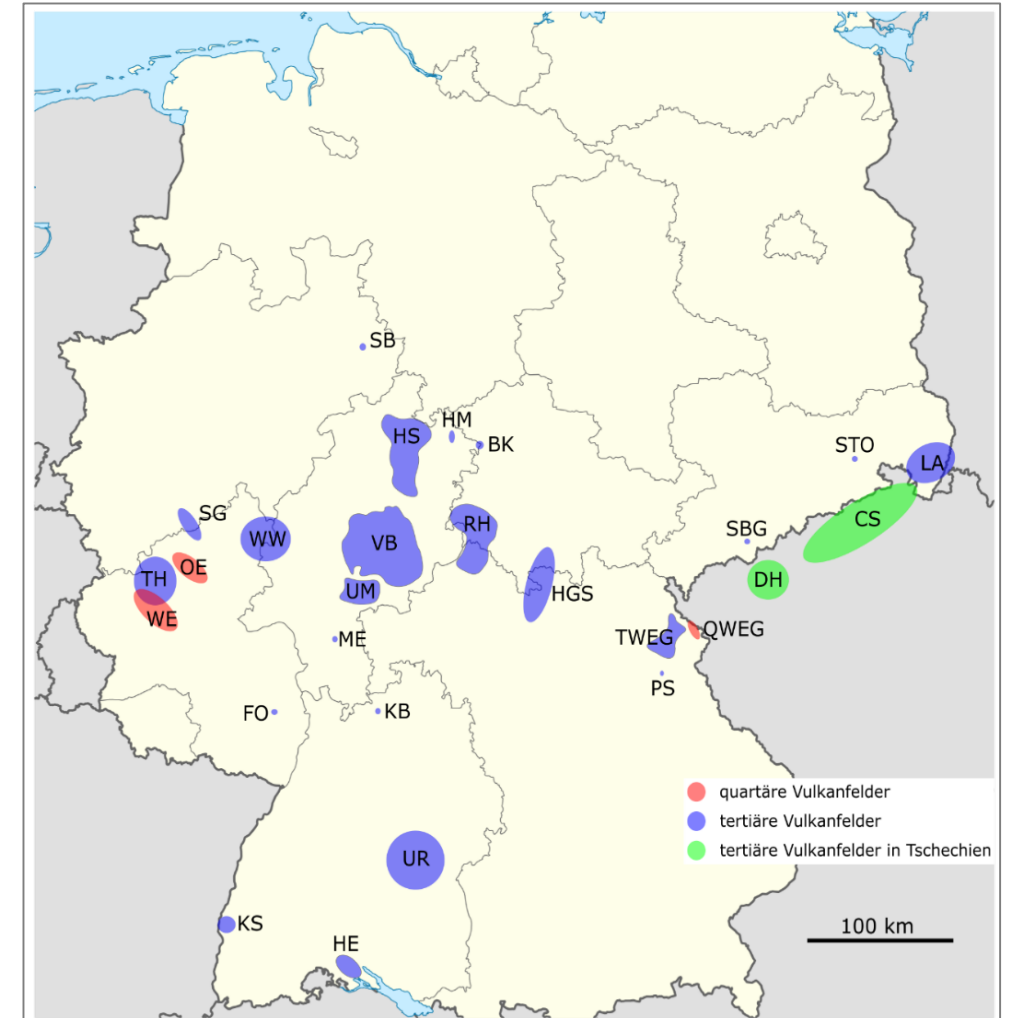 SB
HM
HS
BK
STO
LA
SG
RH
CS
WW
VB
SBG
OE
TH
DH
UM
HGS
WE
QWEG
TWEG
ME
PS
FO
KB
quartäre Vulkanfelder
tertiäre Vulkanfelder
tertiäre Vulkanfelder in Tschechien
UR
KS
100 km
HE